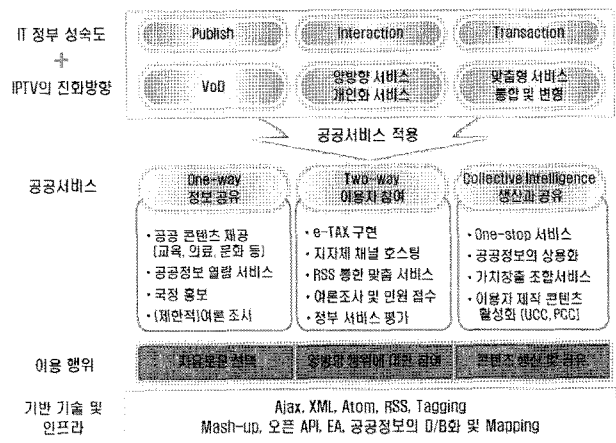 IT 정부 성숙도
Publish
Interaction
Transaction
IPTV의 진화방향
VoD
양방향 서비스
개인화 서비스
맞춤형 서비스
통합 및 변형
공공서비스 적용
공공서비스
One-way
정보 공유
Two-way
이용자 참여
Collective Intelligence
생산과 공유
• 공공 콘텐츠 제공
(교육, 의료, 문화 등)
• 공공정보 열람 서비스
• 국정 홍보
• (제한적)여론 조사
• e-TAX 구현
• 지자체 채널 호스팅
• RSS 통한 맞춤 서비스
• 여론조사 및 민원 접수
• 정부 서비스 평가
• One-stop 서비스
• 공공정보의 상용화
• 가치창출 조합서비스
• 이용자 제작 콘텐츠
활성화 (UCC, PCC)
이용 행위
자유로운 선택
양방향 행위에 대한 참여
콘텐츠 생산 및 공유
기반 기술 및
인프라
Ajax, XML, Atom, RSS, Tagging
Mash-up, 오픈 API, EA, 공공정보의 D/B화 및 Mapping